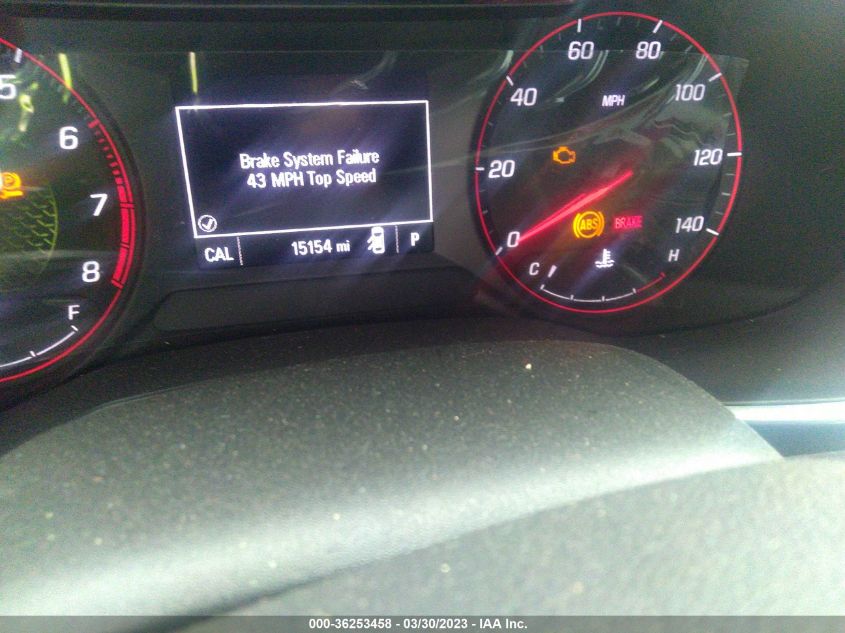 5
6
7
8
F
Brake System Failure
43 MPH Top Speed
CAL 15154 mi P
0
20
40
60
80
100
120
140
MPH
ABS BRAKE
C H
000-36253458 - 03/30/2023 - IAA Inc.